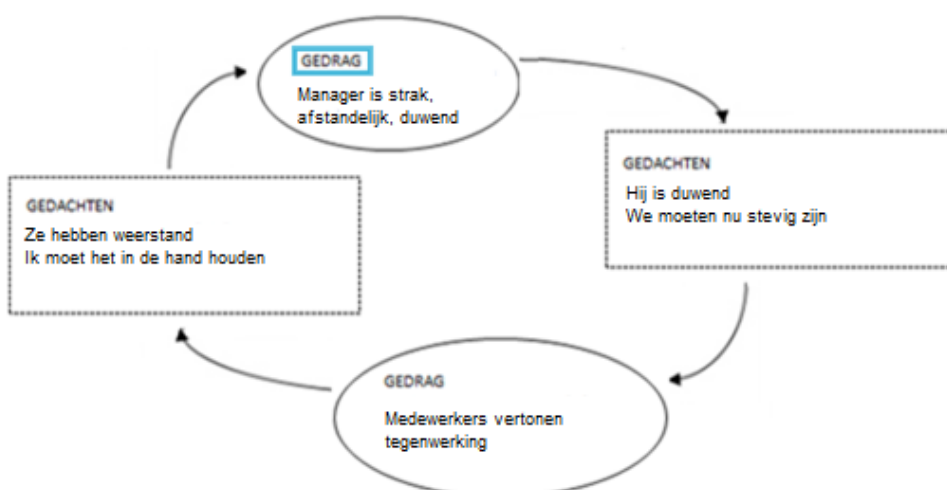 GEDRAG
Manager is strak,
afstandelijk, duwend
GEDACHTEN
Hij is duwend
We moeten nu stevig zijn
GEDRAG
Medewerkers vertonen
tegenwerking
GEDACHTEN
Ze hebben weerstand
Ik moet het in de hand houden